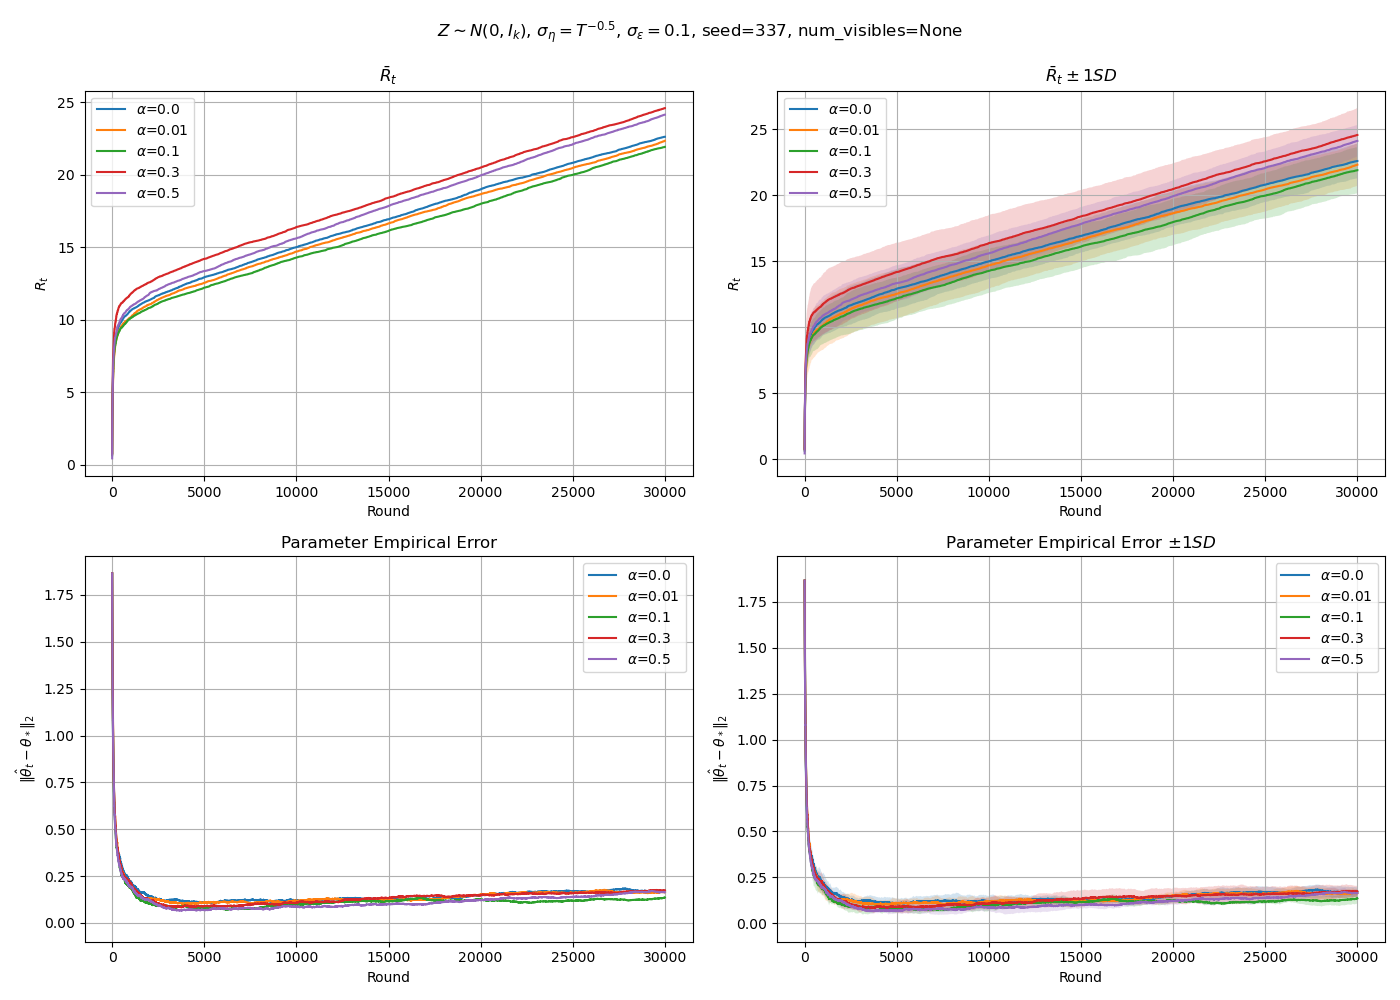 Z ∼ N(0, I_k), σ_η = T^{−0.5}, σ_ε = 0.1, seed=337, num_visibles=None
R̄_t
25
20
15
10
5
0
R_t
α=0.0
α=0.01
α=0.1
α=0.3
α=0.5
0 5000 10000 15000 20000 25000 30000
Round
R̄_t ± 1SD
25
20
15
10
5
0
R_t
α=0.0
α=0.01
α=0.1
α=0.3
α=0.5
0 5000 10000 15000 20000 25000 30000
Round
Parameter Empirical Error
1.75
1.50
1.25
1.00
0.75
0.50
0.25
0.00
‖θ̂_t − θ_*‖_2
α=0.0
α=0.01
α=0.1
α=0.3
α=0.5
0 5000 10000 15000 20000 25000 30000
Round
Parameter Empirical Error ±1SD
1.75
1.50
1.25
1.00
0.75
0.50
0.25
0.00
‖θ̂_t − θ_*‖_2
α=0.0
α=0.01
α=0.1
α=0.3
α=0.5
0 5000 10000 15000 20000 25000 30000
Round